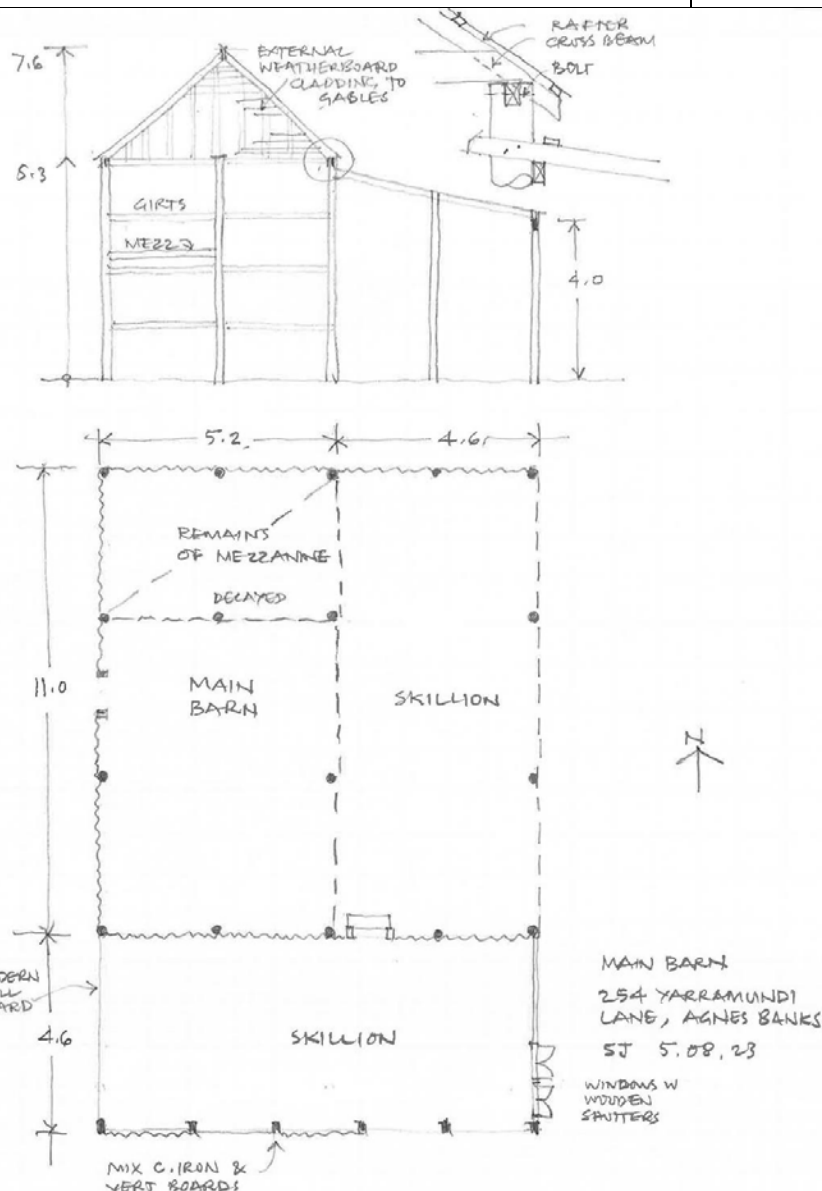 7.6
EXTERNAL
WEATHERBOARD
CLADDING TO
GABLES
RAFTER
CROSS BEAM
BOLT
5.3
GIRTS
MEZZ
4.0
5.2
4.6
REMAINS
OF MEZZANINE
DECAYED
11.0
MAIN
BARN
SKILLION
N
4.6
SKILLION
MAIN BARN
254 YARRAMUNDI
LANE, AGNES BANKS
SJ 5.08.23
WINDOWS W
WOODEN
SHUTTERS
MIX C.IRON &
VERT BOARDS